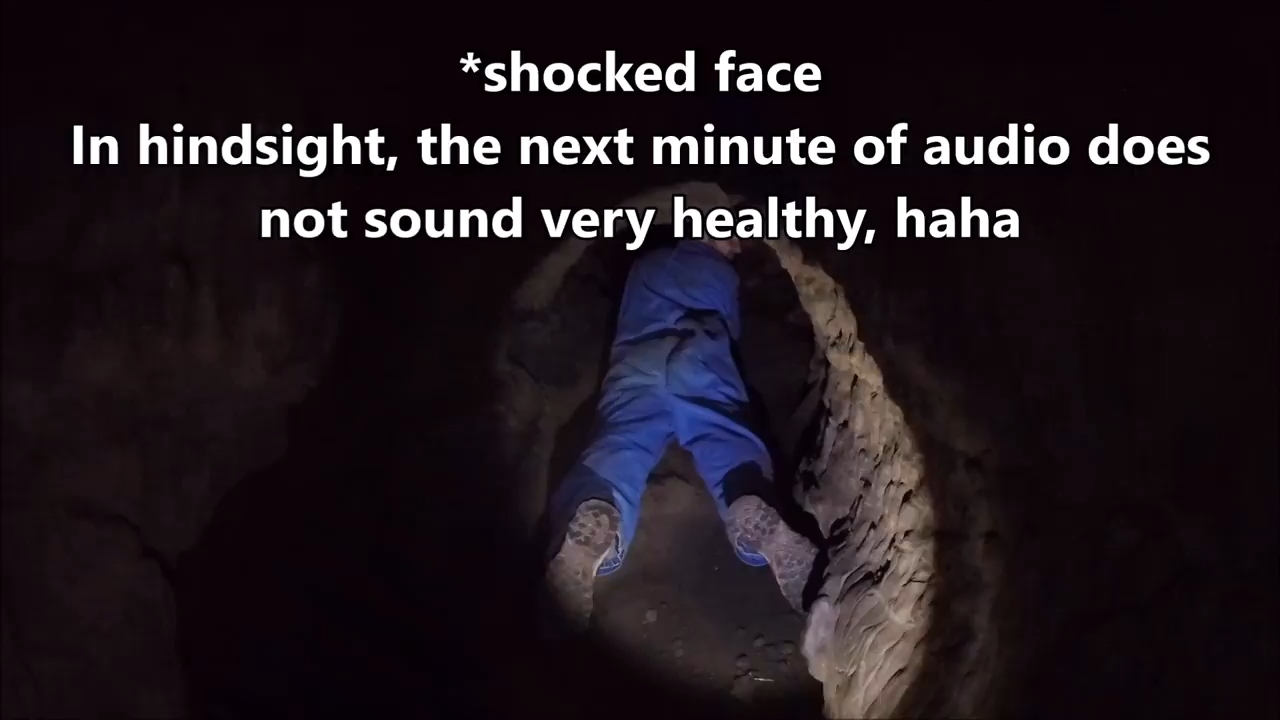 *shocked face
In hindsight, the next minute of audio does
not sound very healthy, haha